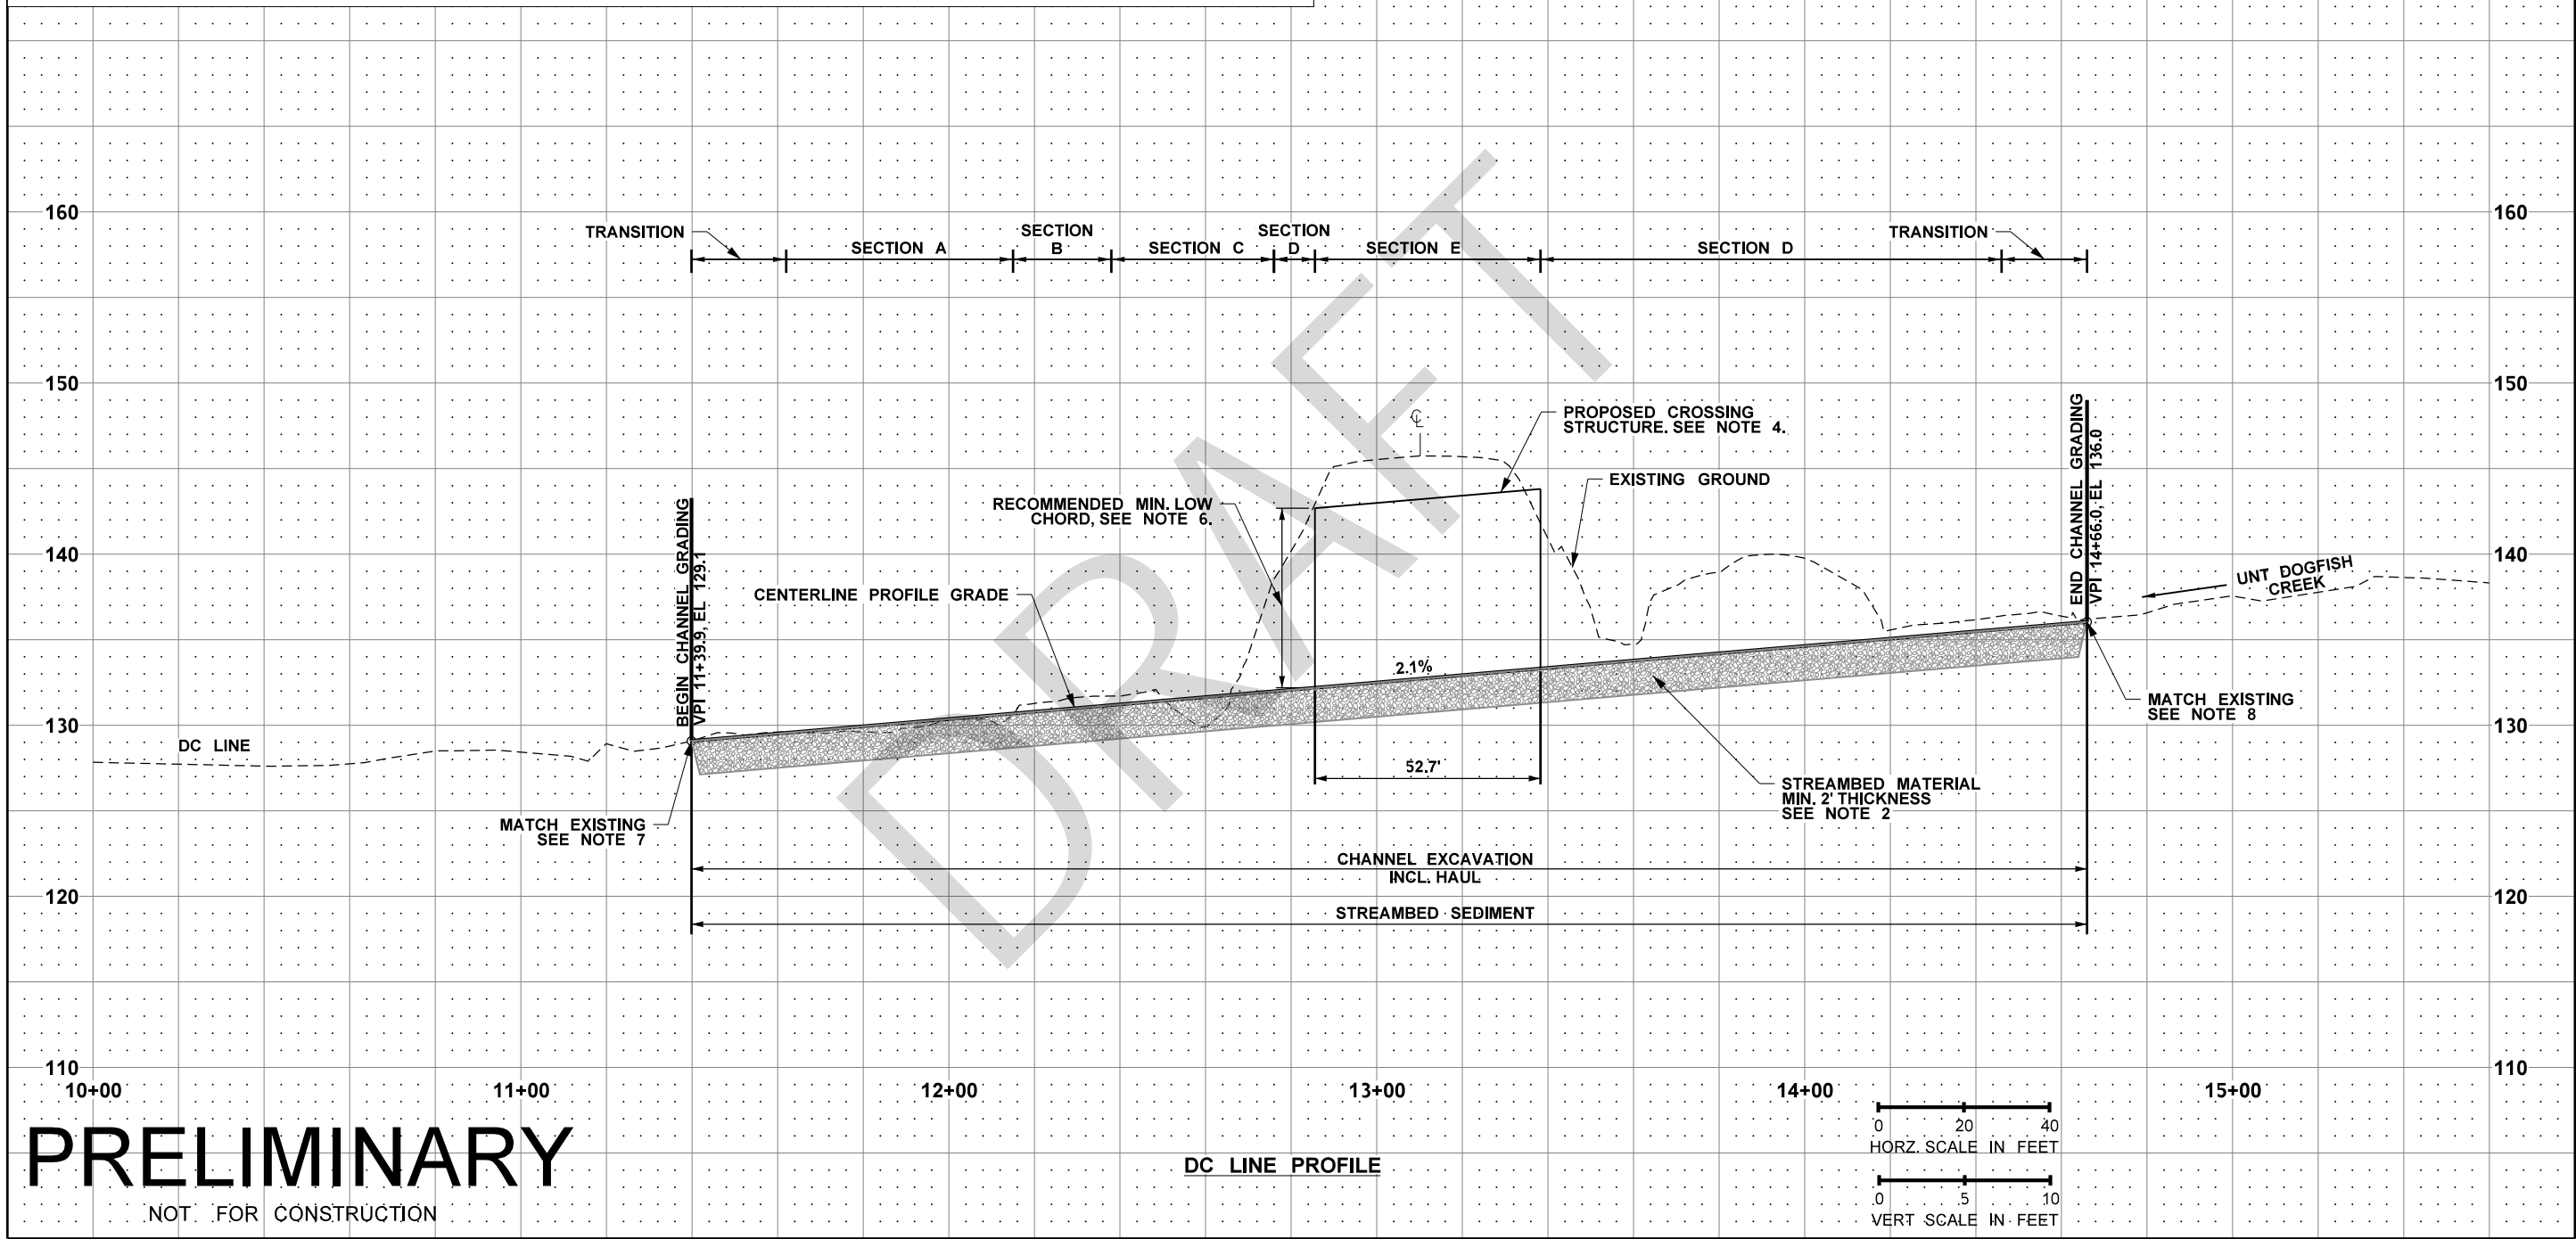 160
160
TRANSITION
SECTION A
SECTION
B
SECTION C
SECTION
D
SECTION E
SECTION D
TRANSITION
150
150
℄
PROPOSED CROSSING
STRUCTURE. SEE NOTE 4.
EXISTING GROUND
RECOMMENDED MIN. LOW
CHORD, SEE NOTE 6.
140
140
CENTERLINE PROFILE GRADE
BEGIN CHANNEL GRADING
VPI 11+39.9, EL 129.1
END CHANNEL GRADING
VPI 14+66.0, EL 136.0
UNT DOGFISH
CREEK
2.1%
MATCH EXISTING
SEE NOTE 8
130
130
DC LINE
52.7'
STREAMBED MATERIAL
MIN. 2' THICKNESS
SEE NOTE 2
MATCH EXISTING
SEE NOTE 7
CHANNEL EXCAVATION
INCL. HAUL
120
120
STREAMBED SEDIMENT
DRAFT
110
110
10+00
11+00
12+00
13+00
14+00
15+00
PRELIMINARY
NOT FOR CONSTRUCTION
DC LINE PROFILE
0 20 40
HORZ. SCALE IN FEET
0 5 10
VERT SCALE IN FEET